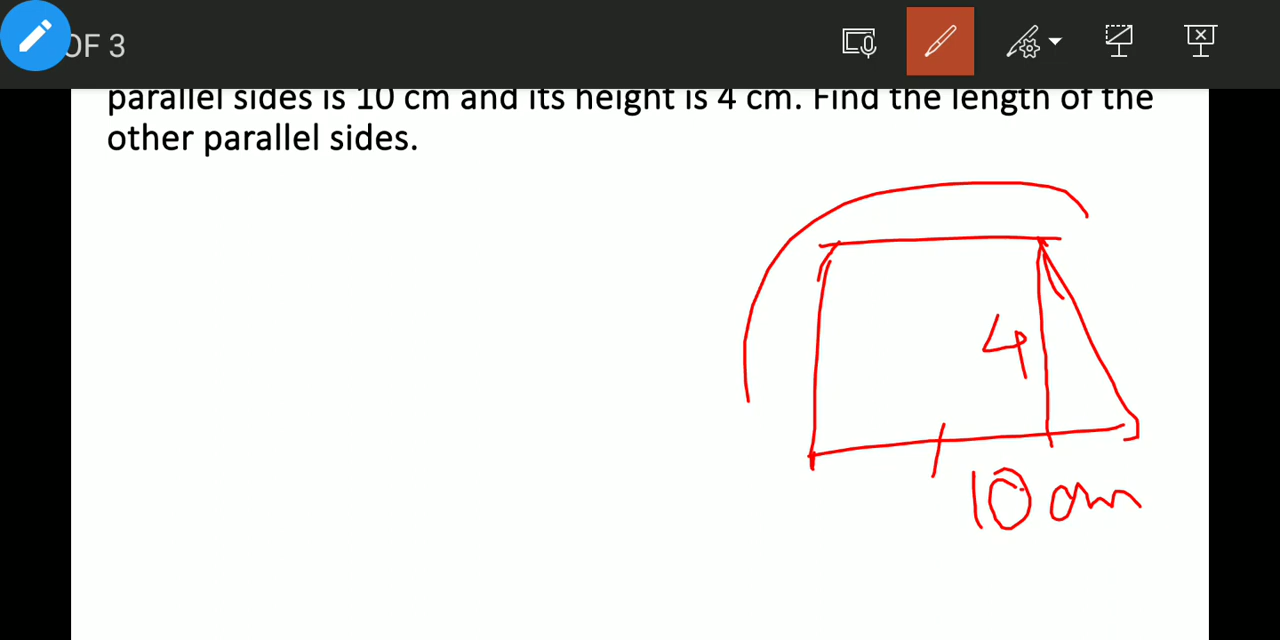 OF 3
parallel sides is 10 cm and its height is 4 cm. Find the length of the
other parallel sides.
4
10 cm